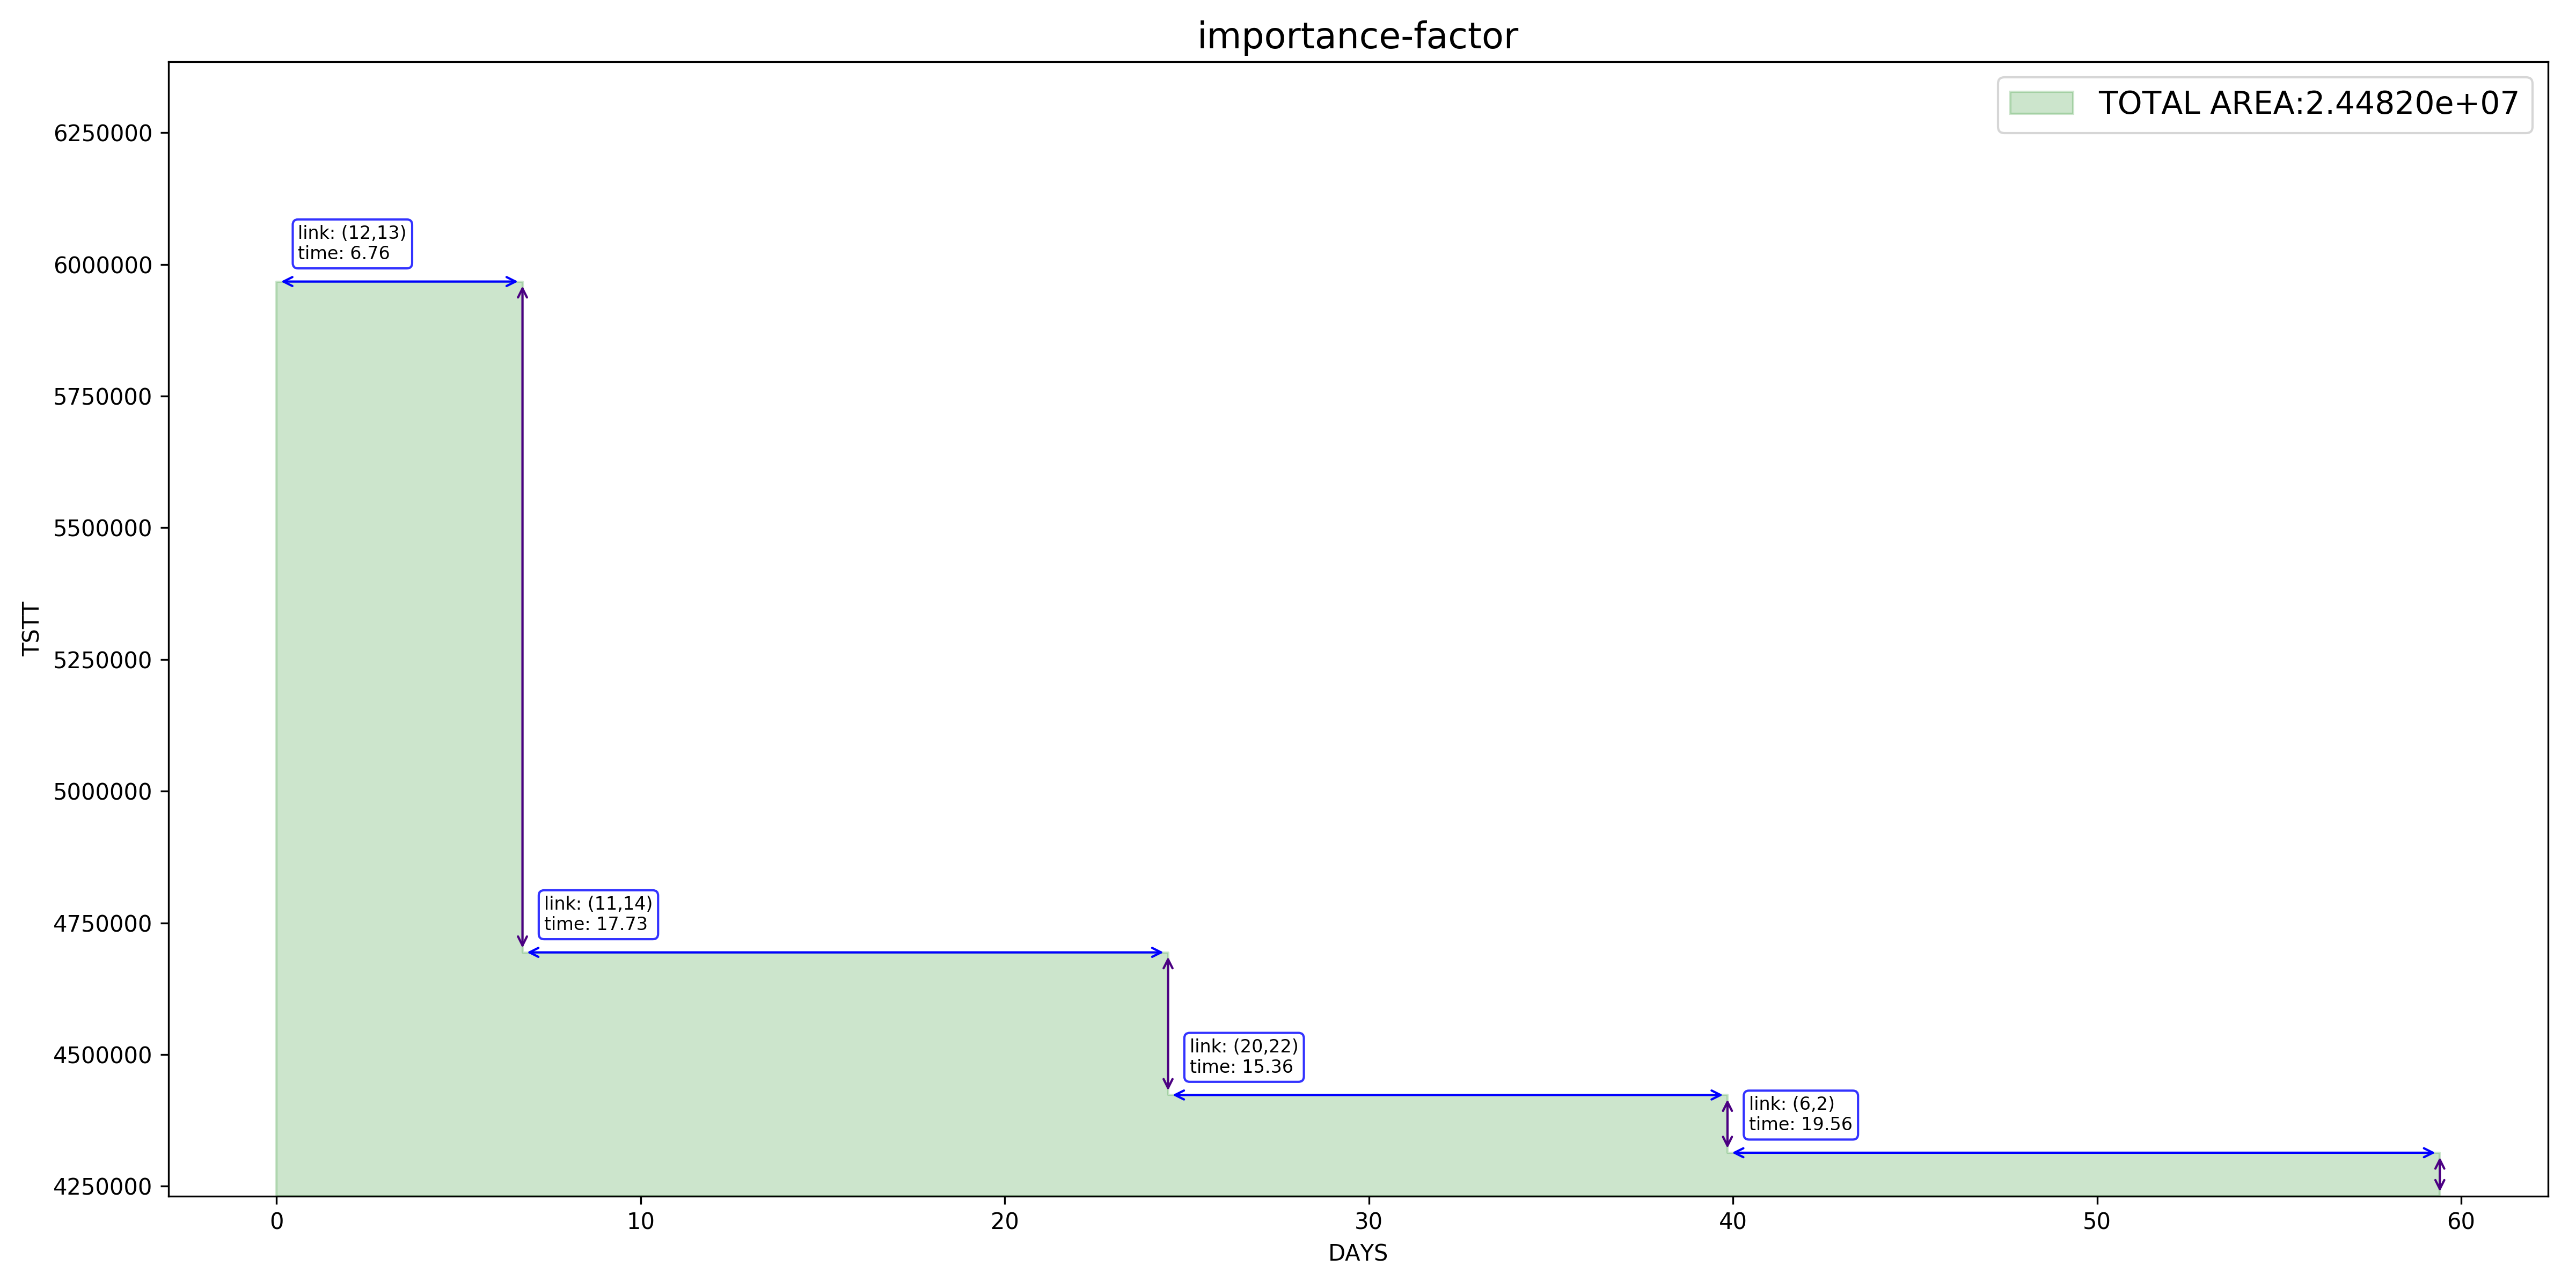 importance-factor
TOTAL AREA:2.44820e+07
TSTT
6250000
6000000
5750000
5500000
5250000
5000000
4750000
4500000
4250000
link: (12,13)
time: 6.76
link: (11,14)
time: 17.73
link: (20,22)
time: 15.36
link: (6,2)
time: 19.56
0 10 20 30 40 50 60
DAYS